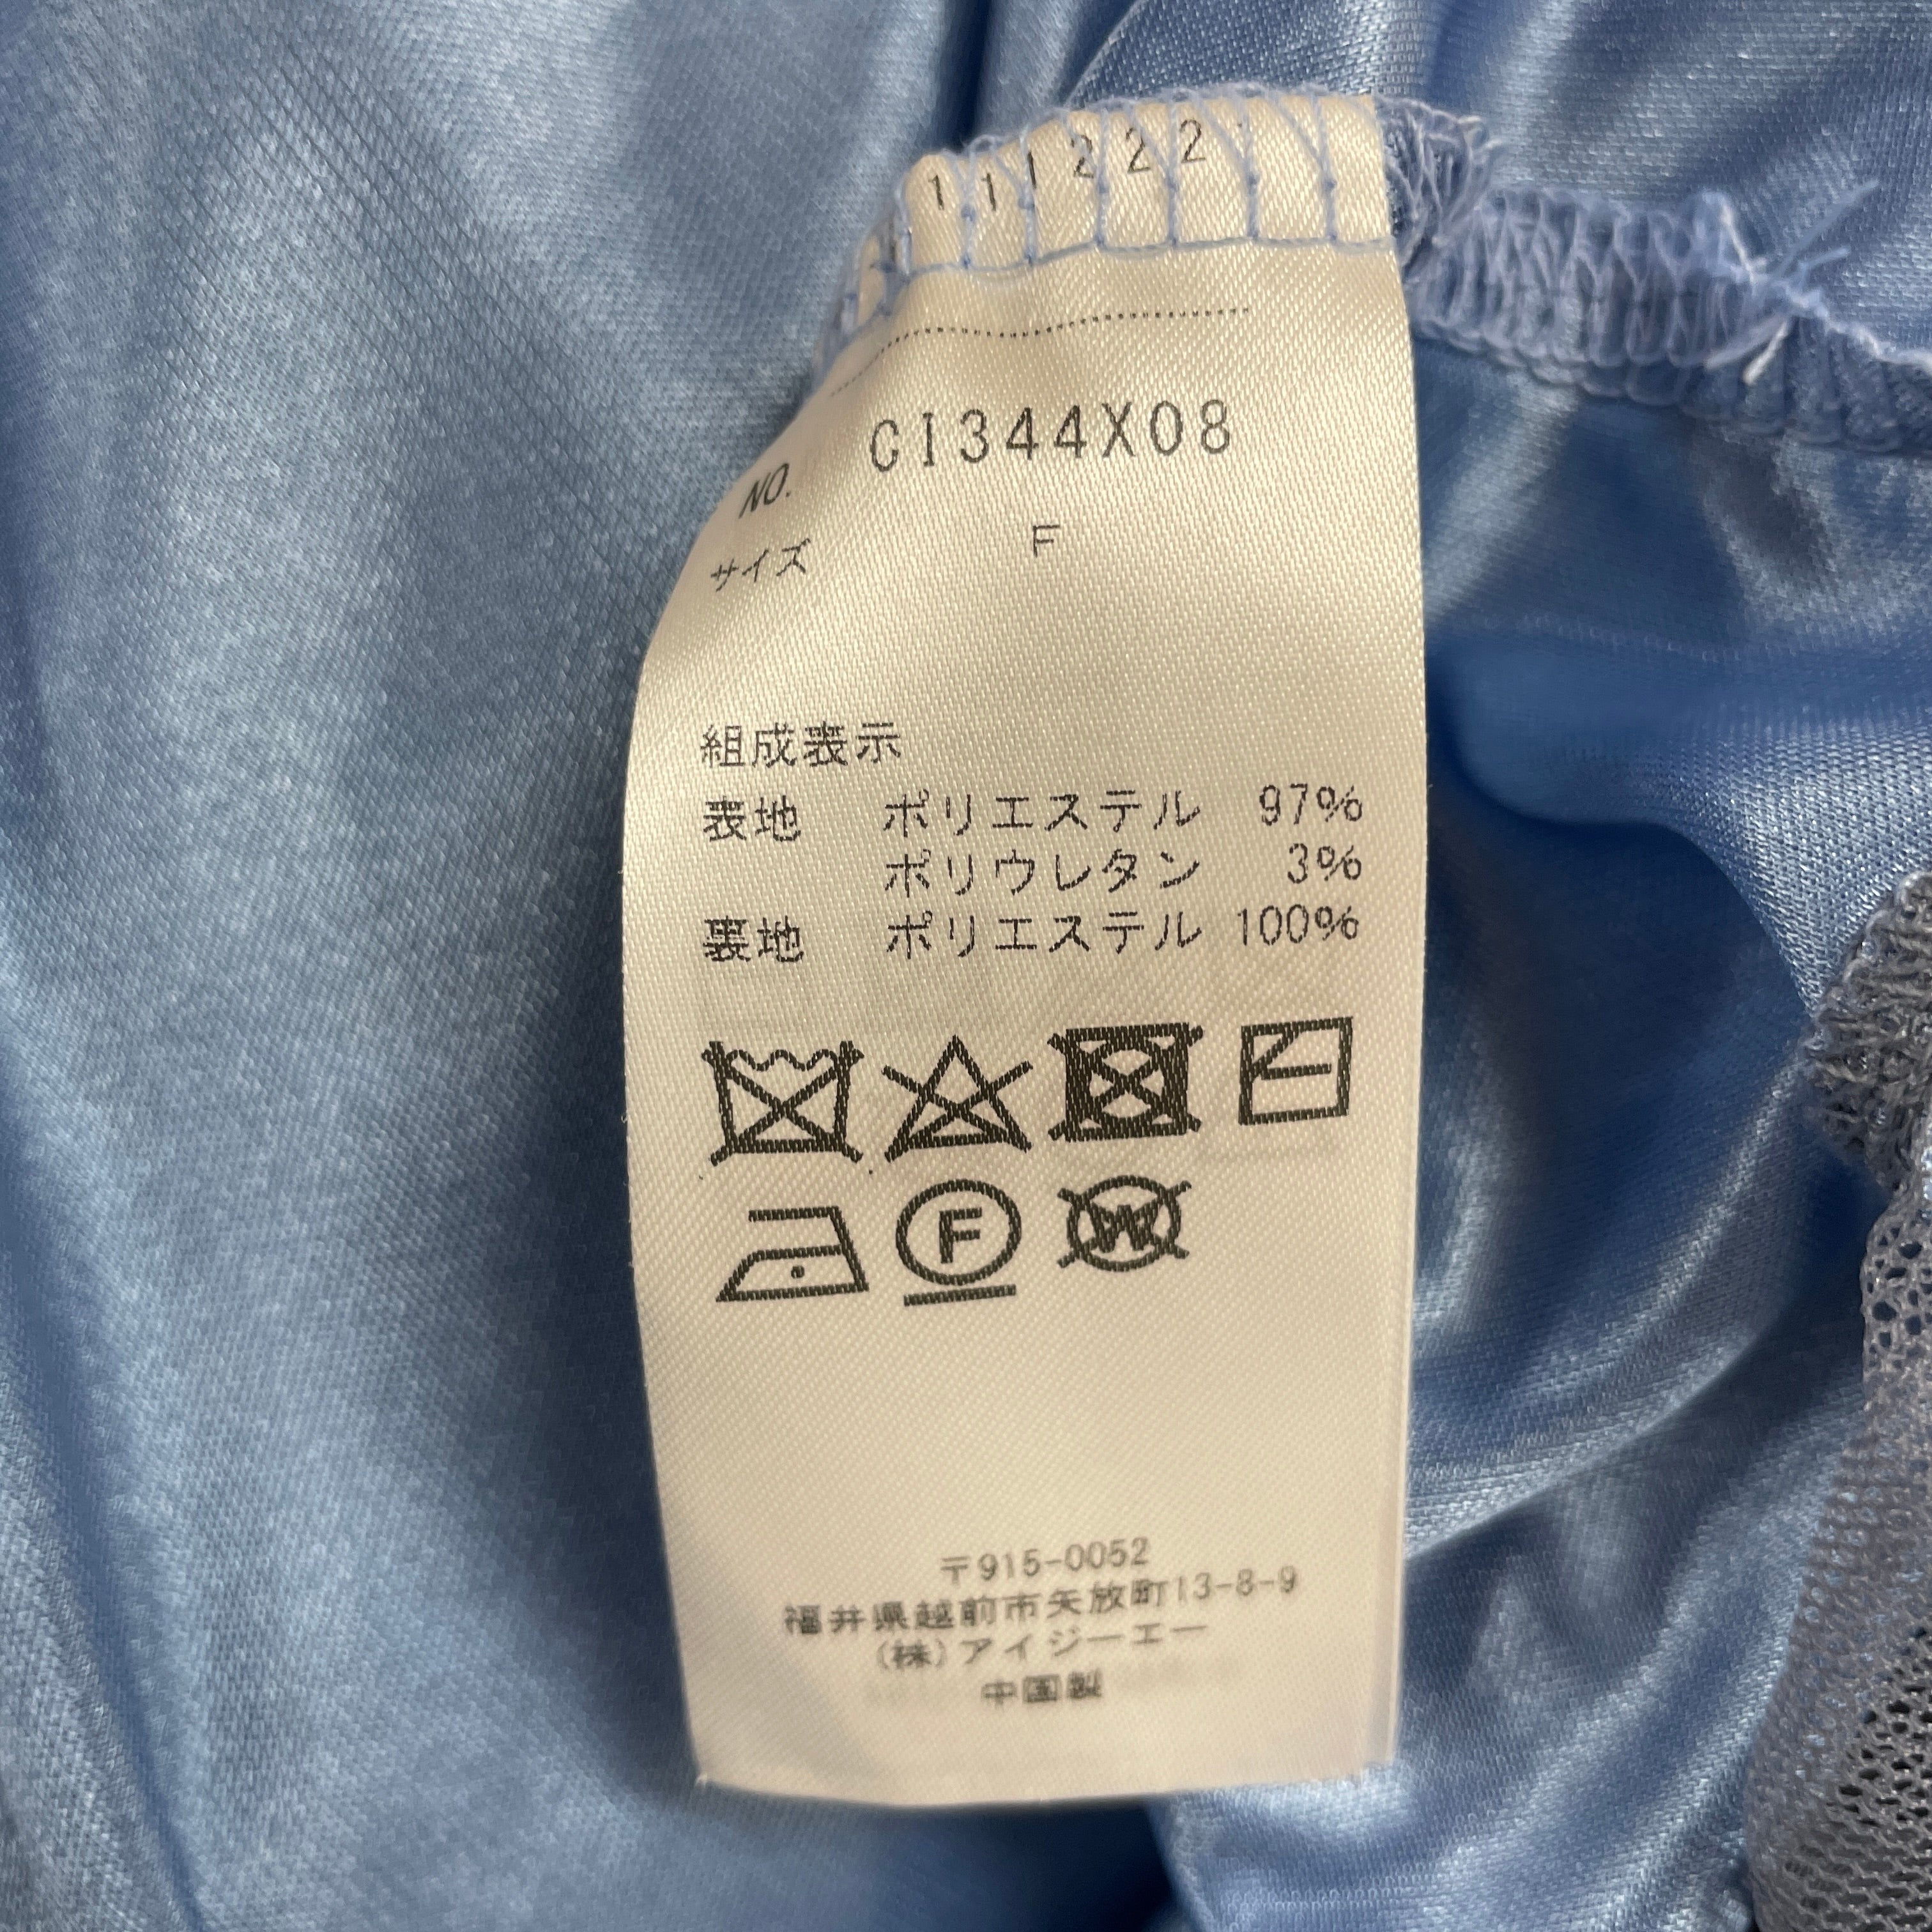 111222
NO. CI344X08
サイズ F
組成表示
表地 ポリエステル 97%
ポリウレタン 3%
裏地 ポリエステル 100%
F W
〒915-0052
福井県越前市矢放町13-8-9
(株)アイジーエー
中国製